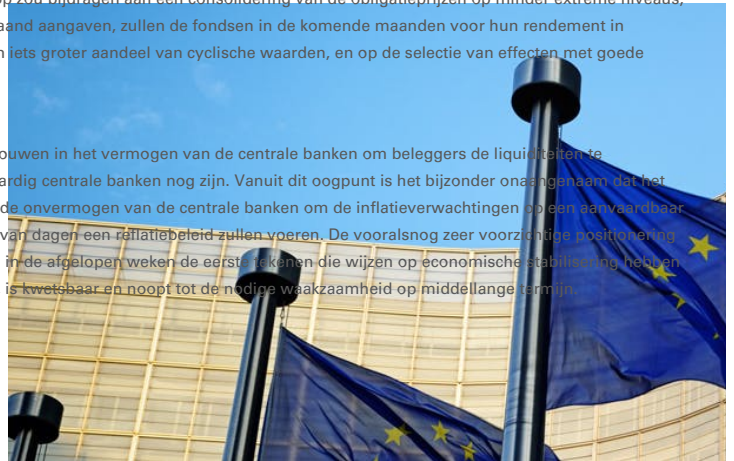 zou bijdragen aan een consolidering van de obligatieprijzen op minder extreme niveaus,
aangaven, zullen de fondsen in de komende maanden voor hun rendement in
iets groter aandeel van cyclische waarden, en op de selectie van effecten met goede
in het vermogen van de centrale banken om beleggers de liquiditeiten te
centrale banken nog zijn. Vanuit dit oogpunt is het bijzonder onaangenaam dat het
de onvermogen van de centrale banken om de inflatieverwachtingen op een aanvaardbaar
van dagen een reflatiebeleid zullen voeren. De vooralsnog zeer voorzichtige positionering
in de afgelopen weken de eerste tekenen die wijzen op economische stabilisering hebben
is kwetsbaar en noopt tot de nodige waakzaamheid op middellange termijn.